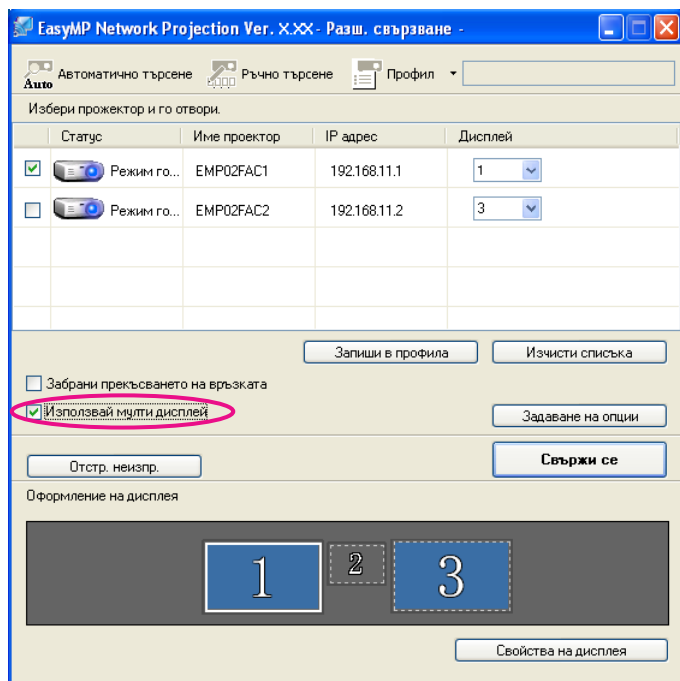 EasyMP Network Projection Ver. X.XX - Разш. свързване -
Auto Автоматично търсене Ръчно търсене Профил
Избери прожектор и го отвори.
Статус Име проектор IP адрес Дисплей
Режим го... EMP02FAC1 192.168.11.1 1
Режим го... EMP02FAC2 192.168.11.2 3
Запиши в профила Изчисти списъка
Забрани прекъсването на връзката
Използвай мулти дисплей Задаване на опции
Отстр. неизпр. Свържи се
Оформление на дисплея
1 2 3
Свойства на дисплея